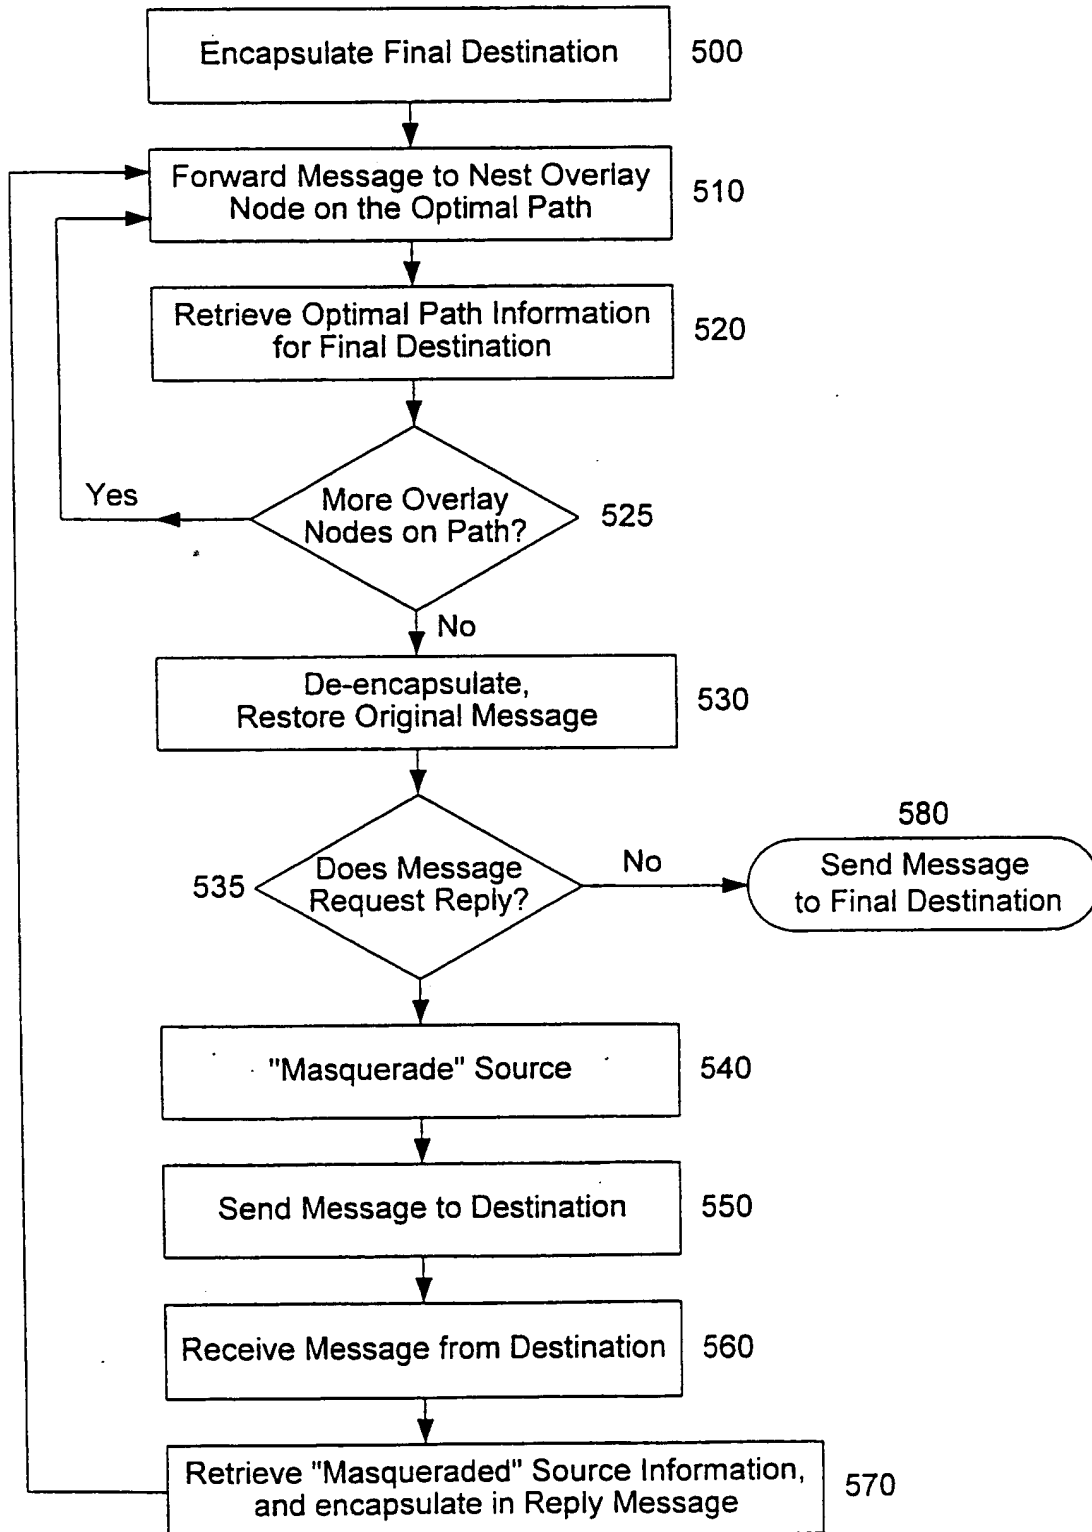 Encapsulate Final Destination
500
Forward Message to Nest Overlay
Node on the Optimal Path
510
Retrieve Optimal Path Information
for Final Destination
520
Yes
More Overlay
Nodes on Path?
525
No
De-encapsulate,
Restore Original Message
530
535
Does Message
Request Reply?
No
580
Send Message
to Final Destination
"Masquerade" Source
540
Send Message to Destination
550
Receive Message from Destination
560
Retrieve "Masqueraded" Source Information,
and encapsulate in Reply Message
570